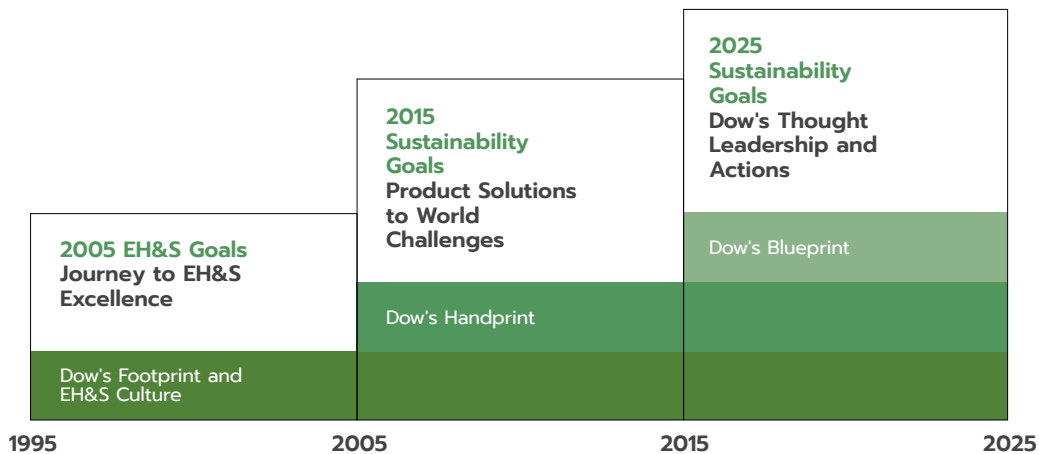 2005 EH&S Goals
Journey to EH&S
Excellence
Dow's Footprint and
EH&S Culture
2015
Sustainability
Goals
Product Solutions
to World
Challenges
Dow's Handprint
2025
Sustainability
Goals
Dow's Thought
Leadership and
Actions
Dow's Blueprint
1995
2005
2015
2025